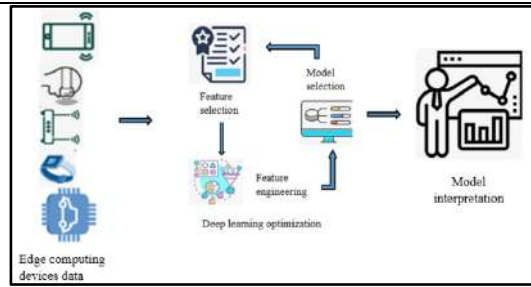 Feature
selection
Model
selection
Feature
engineering
Deep learning optimization
Model
interpretation
Edge computing
devices data